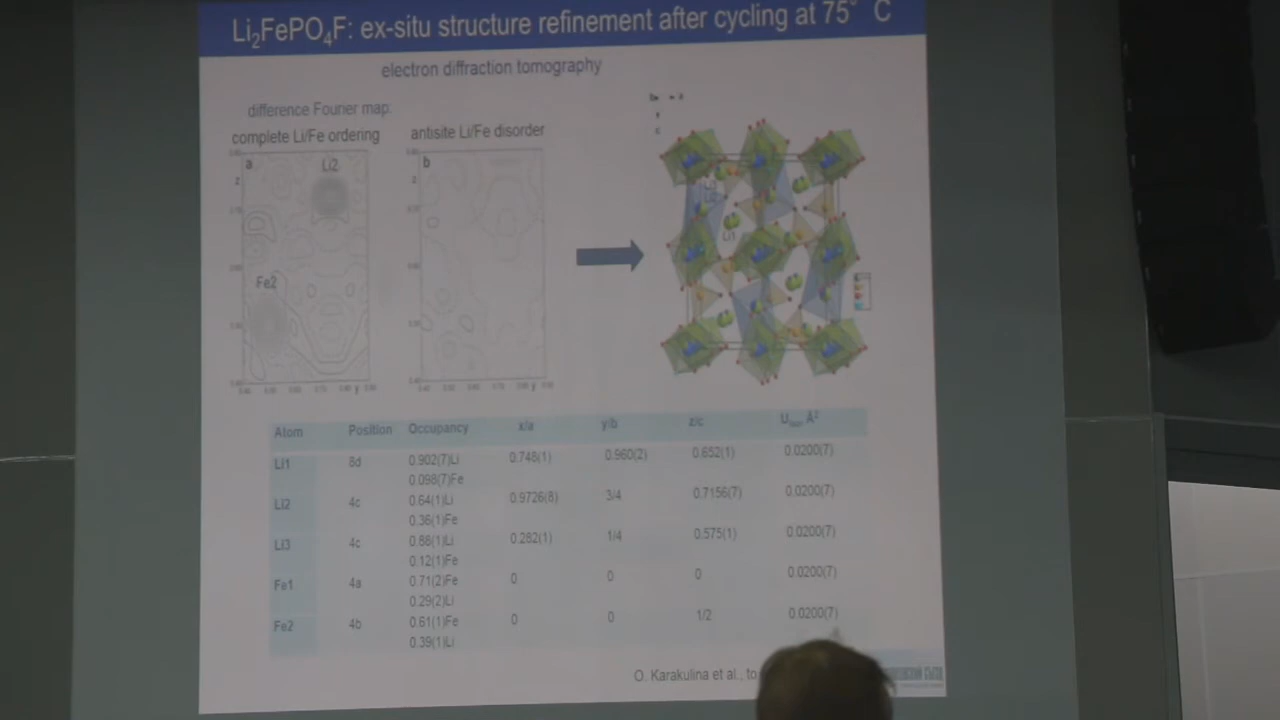 Li₂FePO₄F: ex-situ structure refinement after cycling at 75° C
electron diffraction tomography
difference Fourier map:
complete Li/Fe ordering
antisite Li/Fe disorder
a
Li2
z
Fe2
y
b
z
y
Li3
Atom Position Occupancy x/a y/b z/c
Li1 8d 0.902(7)Li 0.748(1) 0.960(2) 0.652(1) 0.0200(7)
0.098(7)Fe
Li2 4c 0.64(1)Li 0.9726(8) 3/4 0.7156(7) 0.0200(7)
0.36(1)Fe
Li3 4c 0.88(1)Li 0.282(1) 1/4 0.575(1) 0.0200(7)
0.12(1)Fe
Fe1 4a 0.71(2)Fe 0 0 0 0.0200(7)
0.29(2)Li
Fe2 4b 0.61(1)Fe 0 0 1/2 0.0200(7)
0.39(1)Li
O. Karakulina et al., to